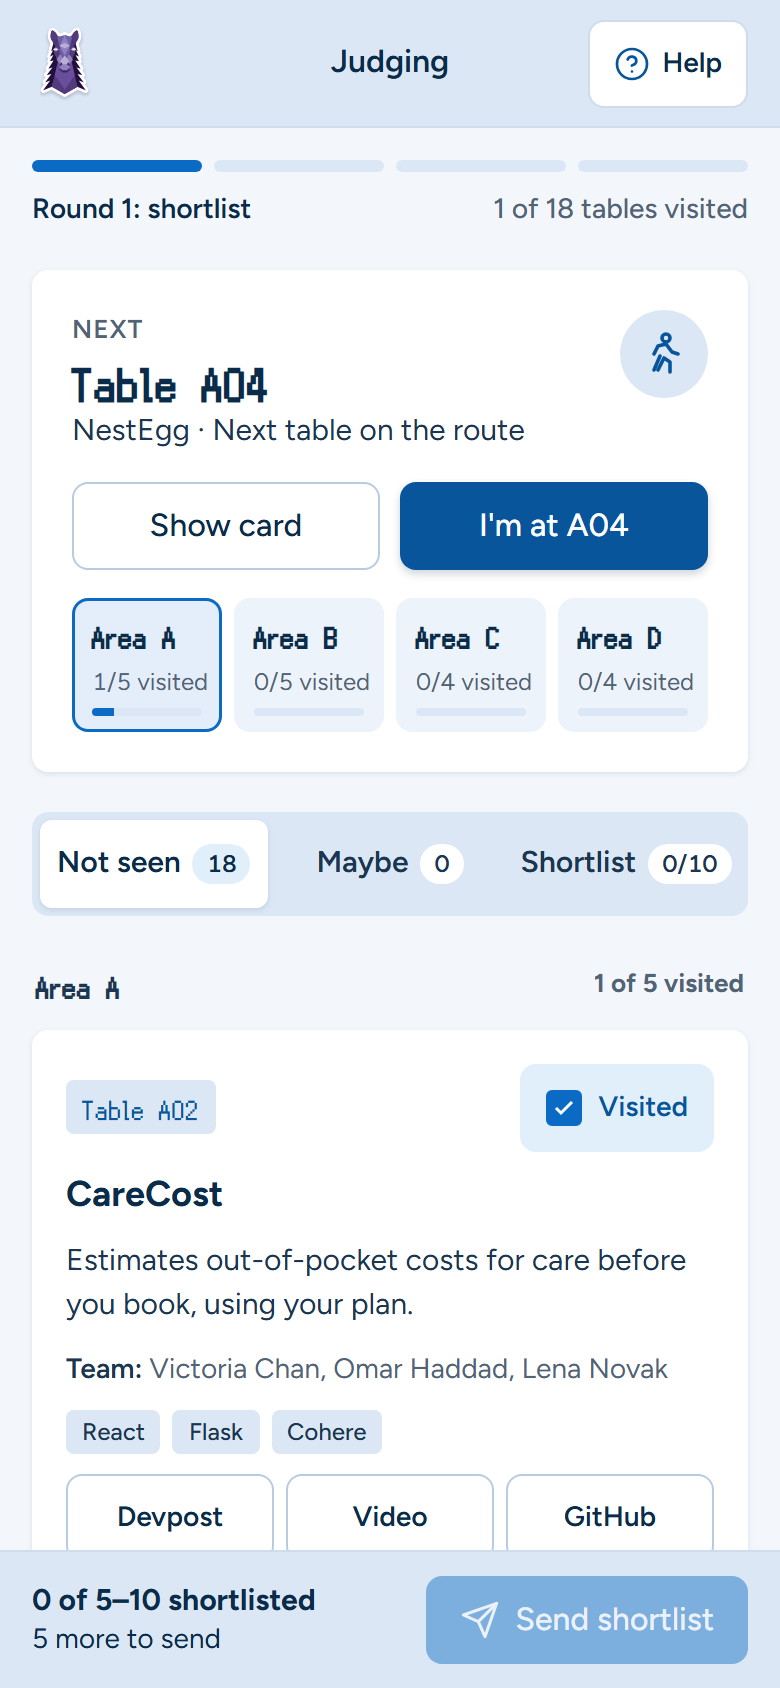 Judging
Help
Round 1: shortlist
1 of 18 tables visited
NEXT
Table A04
NestEgg · Next table on the route
Show card
I'm at A04
Area A
1/5 visited
Area B
0/5 visited
Area C
0/4 visited
Area D
0/4 visited
Not seen 18
Maybe 0
Shortlist 0/10
Area A
1 of 5 visited
Table A02
Visited
CareCost
Estimates out-of-pocket costs for care before
you book, using your plan.
Team: Victoria Chan, Omar Haddad, Lena Novak
React
Flask
Cohere
Devpost
Video
GitHub
0 of 5–10 shortlisted
5 more to send
Send shortlist